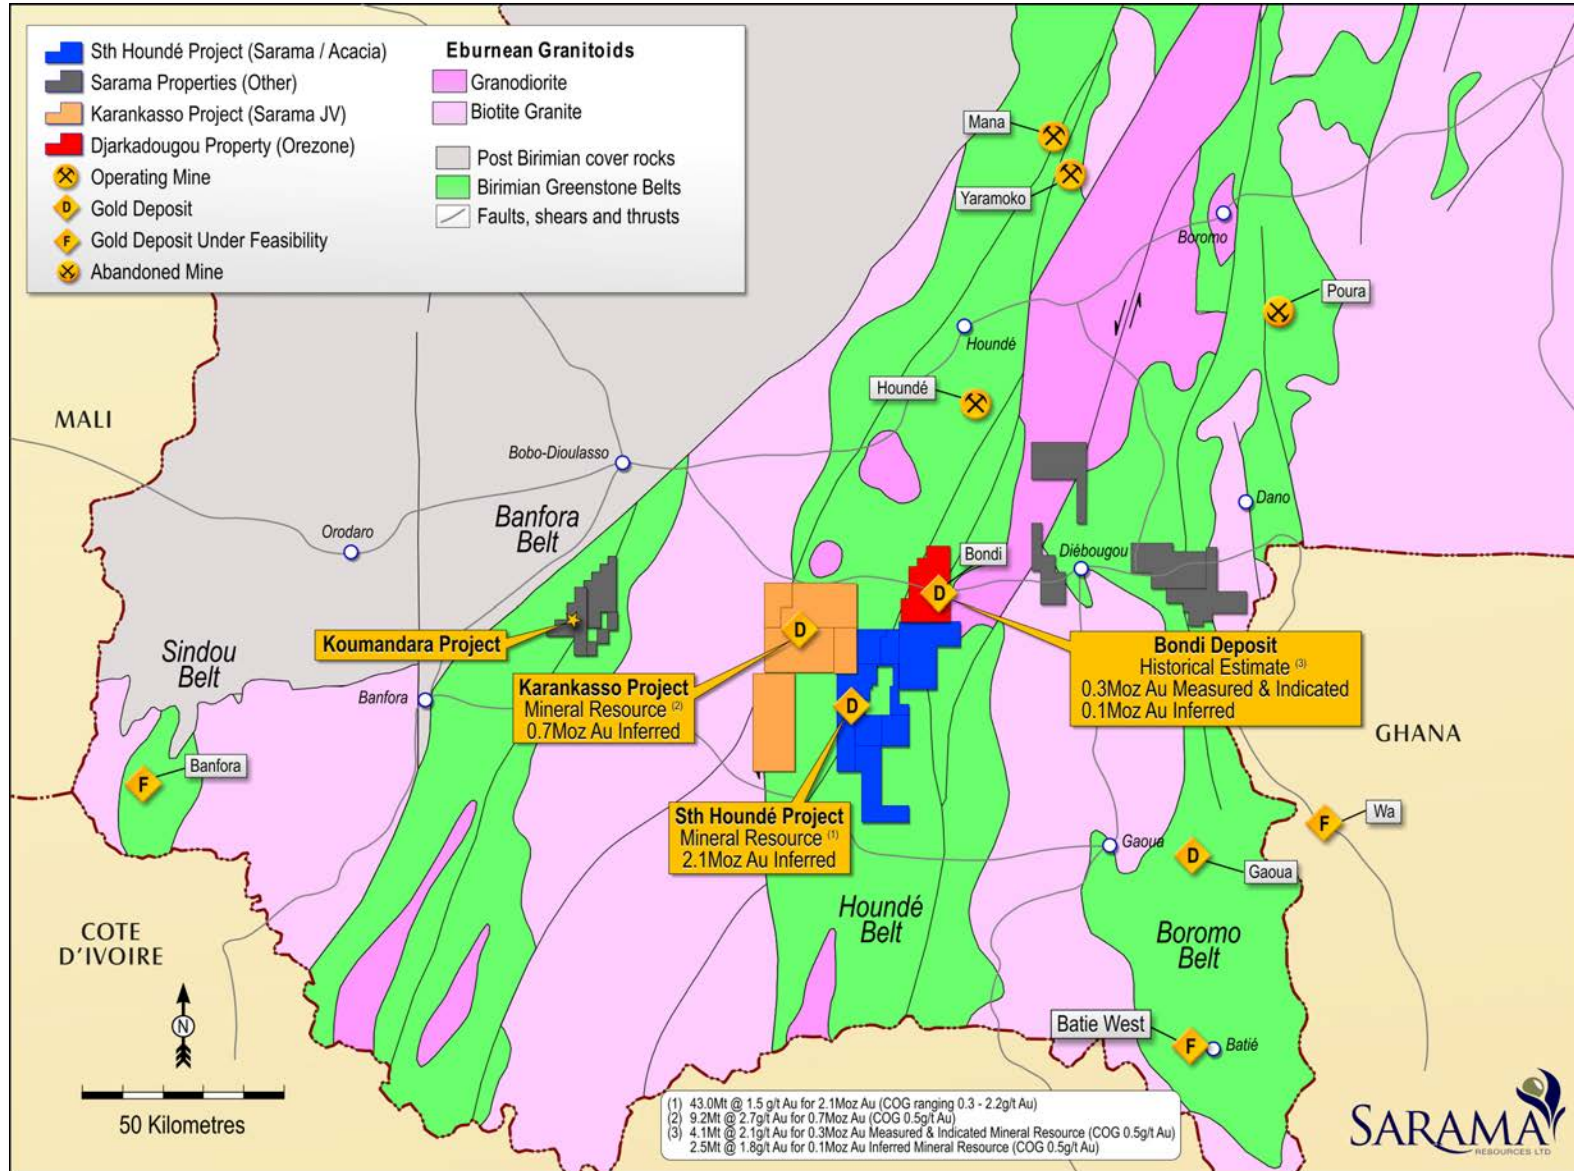 Sth Houndé Project (Sarama / Acacia)
Sarama Properties (Other)
Karankasso Project (Sarama JV)
Djarkadougou Property (Orezone)
Operating Mine
D
Gold Deposit
F
Gold Deposit Under Feasibility
Abandoned Mine
Eburnean Granitoids
Granodiorite
Biotite Granite
Post Birimian cover rocks
Birimian Greenstone Belts
Faults, shears and thrusts
Mana
Yaramoko
Boromo
Poura
Houndé
Houndé
MALI
Bobo-Dioulasso
Banfora
Belt
Orodaro
Dano
Bondi
Diébougou
D
D
Koumandara Project
Sindou
Belt
Banfora
Karankasso Project
Mineral Resource (2)
0.7Moz Au Inferred
Bondi Deposit
Historical Estimate (3)
0.3Moz Au Measured & Indicated
0.1Moz Au Inferred
D
GHANA
Banfora
F
Sth Houndé Project
Mineral Resource (1)
2.1Moz Au Inferred
Wa
F
Gaoua
D
Gaoua
Houndé
Belt
Boromo
Belt
COTE
D'IVOIRE
N
Batie West
F
Batié
50 Kilometres
(1) 43.0Mt @ 1.5 g/t Au for 2.1Moz Au (COG ranging 0.3 - 2.2g/t Au)
(2) 9.2Mt @ 2.7g/t Au for 0.7Moz Au (COG 0.5g/t Au)
(3) 4.1Mt @ 2.1g/t Au for 0.3Moz Au Measured & Indicated Mineral Resource (COG 0.5g/t Au)
2.5Mt @ 1.8g/t Au for 0.1Moz Au Inferred Mineral Resource (COG 0.5g/t Au)
SARAMA
RESOURCES LTD